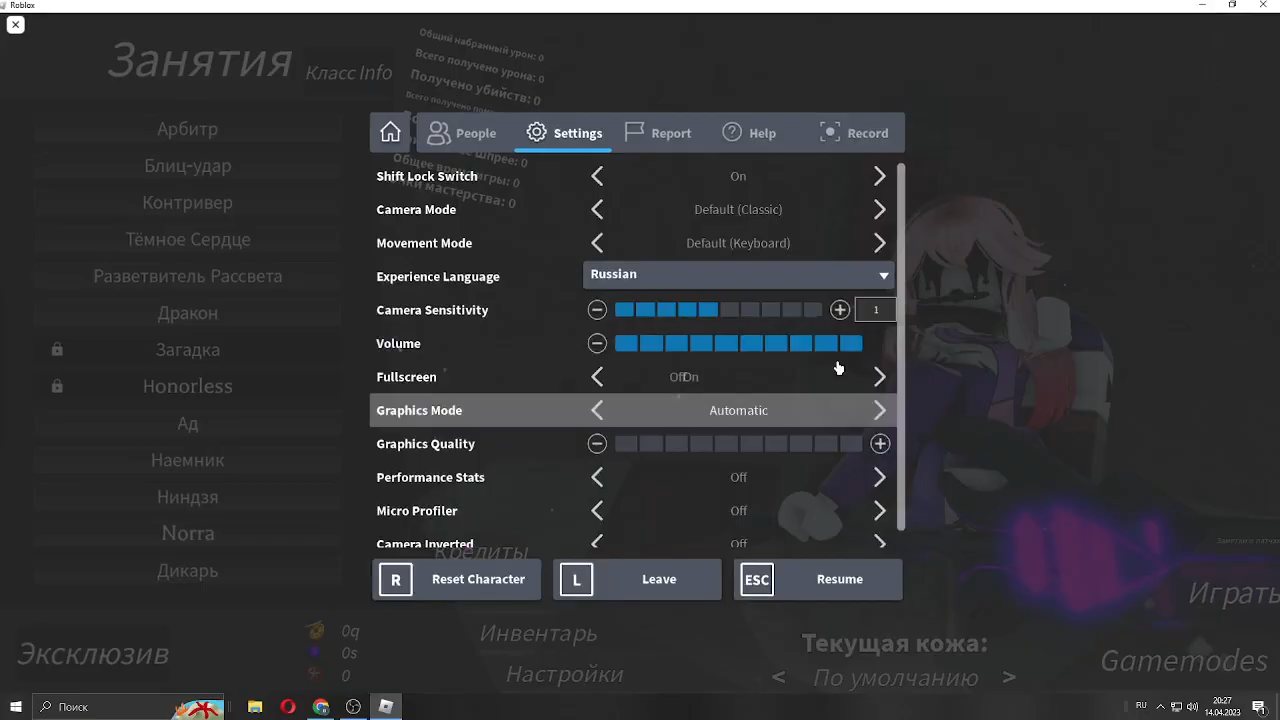 Roblox
Занятия
Класс Info
Общий набранный урон: 0
Всего получено урона: 0
Получено убийств: 0
People
Settings
Report
Help
Record
Арбитр
Блиц-удар
Контривер
Тёмное Сердце
Разветвитель Рассвета
Дракон
Загадка
Honorless
Ад
Наемник
Ниндзя
Norra
Дикарь
Shift Lock Switch
On
Camera Mode
Default (Classic)
Movement Mode
Default (Keyboard)
Experience Language
Russian
Camera Sensitivity
1
Volume
Fullscreen
Off On
Graphics Mode
Automatic
Graphics Quality
Performance Stats
Off
Micro Profiler
Off
Camera Inverted
Off
Кредиты
R Reset Character
L Leave
ESC Resume
Играть
Эксклюзив
0q
0s
0
Инвентарь
Настройки
Текущая кожа:
< По умолчанию >
Gamemodes
Поиск
RU
20:27
14.04.2023